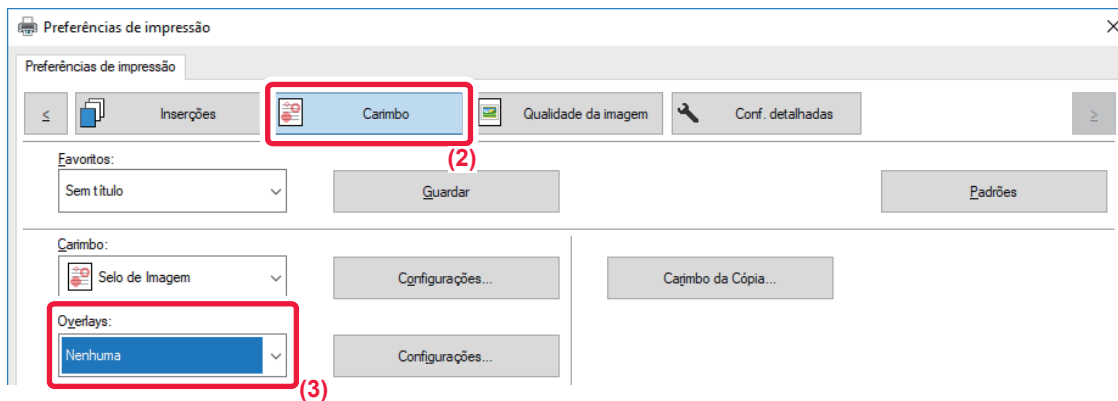 Preferências de impressão
Preferências de impressão
<
Inserções
Carimbo
Qualidade da imagem
Conf. detalhadas
>
(2)
Favoritos:
Sem título
Guardar
Padrões
Carimbo:
Selo de Imagem
Configurações...
Carimbo da Cópia...
Overlays:
Nenhuma
Configurações...
(3)